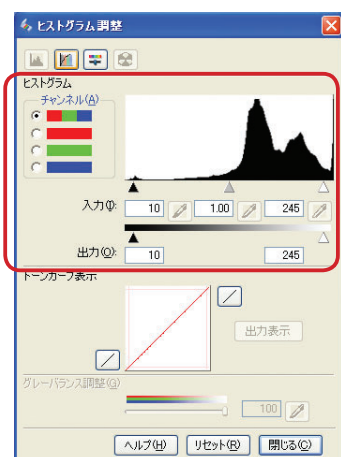 ヒストグラム調整
ヒストグラム
チャンネル(A)
入力(I): 10 1.00 245
出力(O): 10 245
トーンカーブ表示
出力表示
グレーバランス調整(G)
100
ヘルプ(H) リセット(R) 閉じる(C)